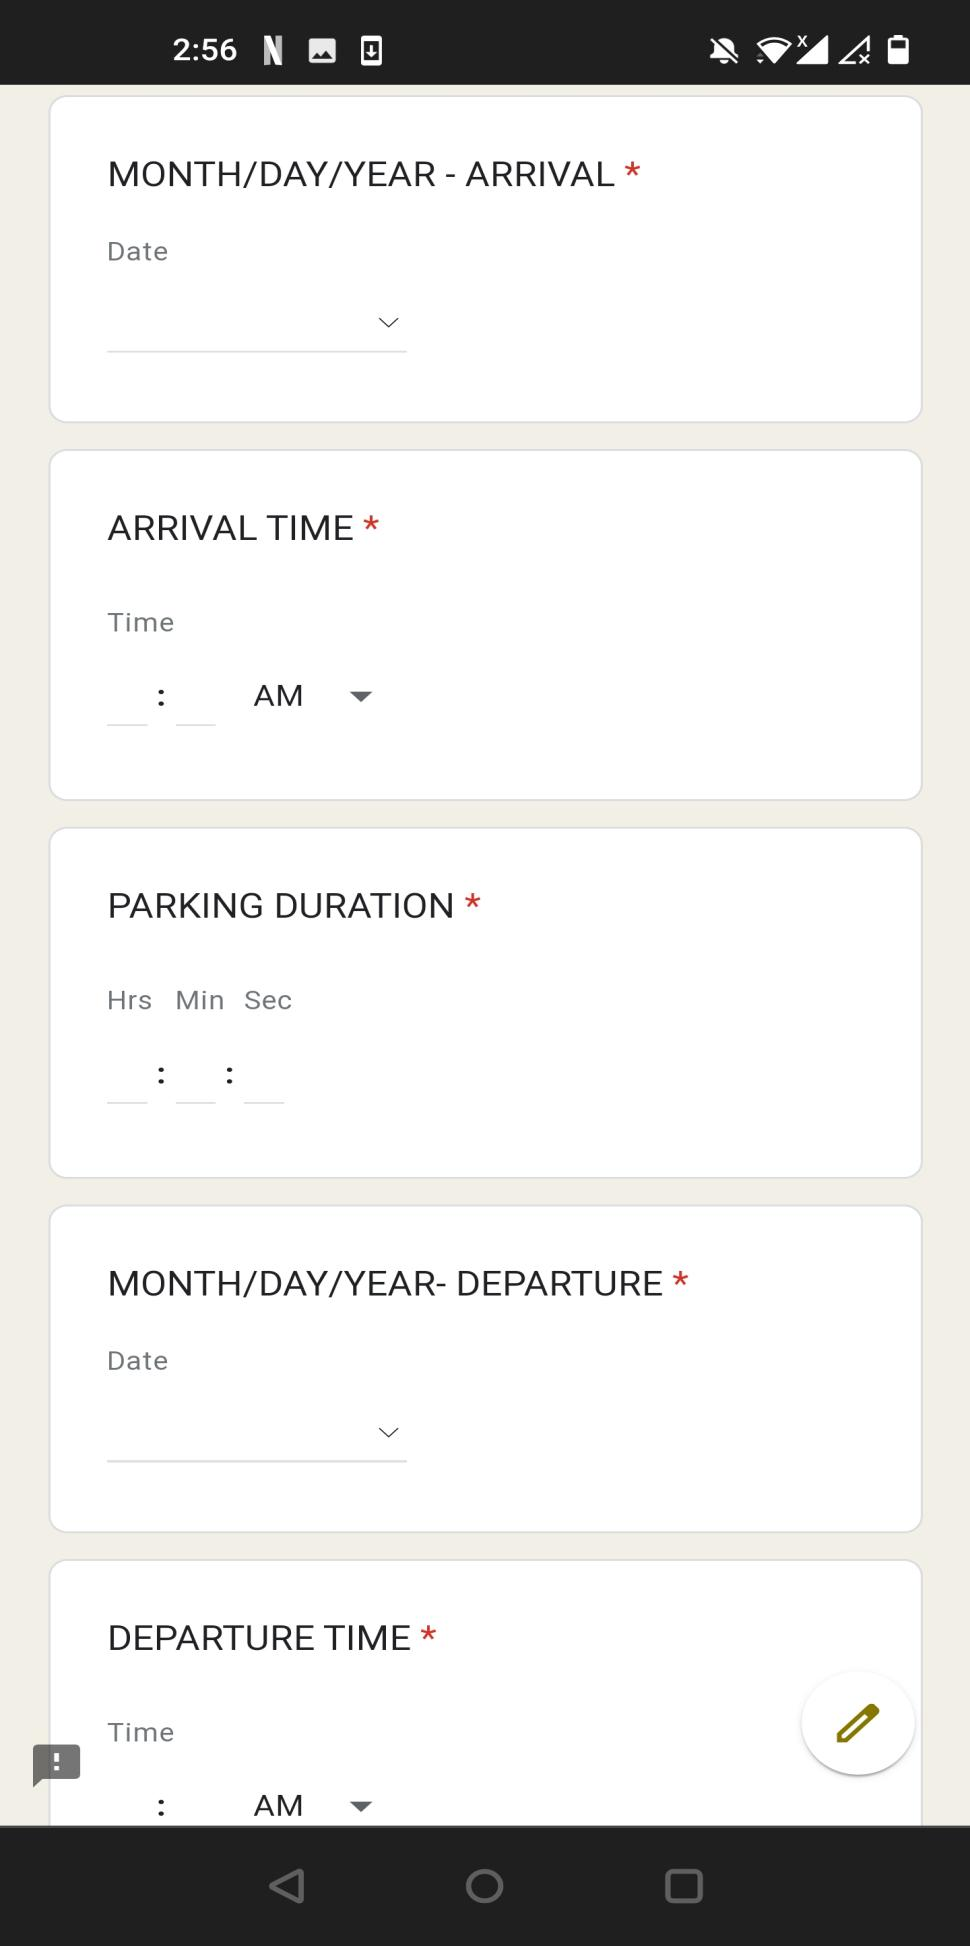 2:56
MONTH/DAY/YEAR - ARRIVAL *
Date
ARRIVAL TIME *
Time
: AM
PARKING DURATION *
Hrs Min Sec
: :
MONTH/DAY/YEAR- DEPARTURE *
Date
DEPARTURE TIME *
Time
: AM